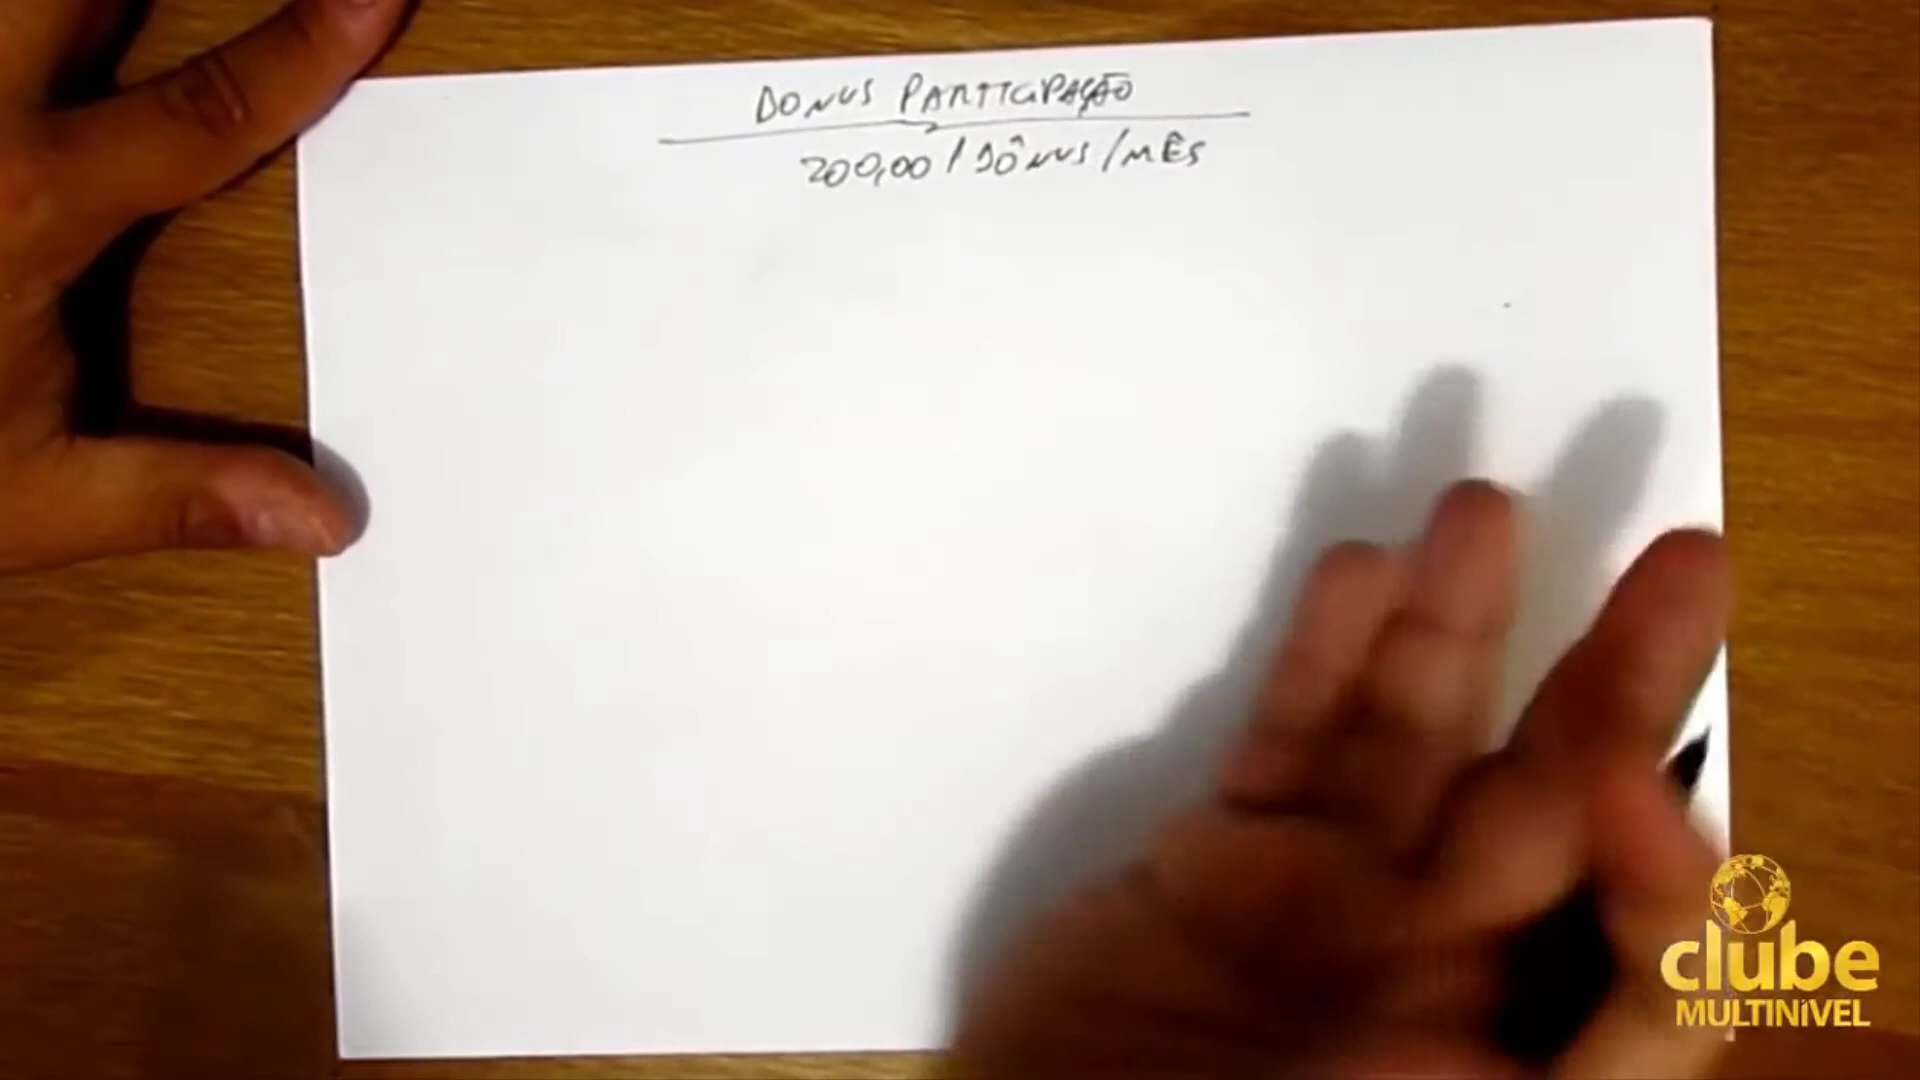 BONUS PARTICIPAÇÃO
200,00 / BÔNUS / MÊS
clube
MULTINíVEL